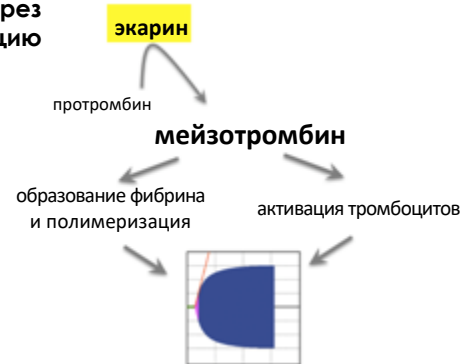 экарин
протромбин
мейзотромбин
образование фибрина
и полимеризация
активация тромбоцитов